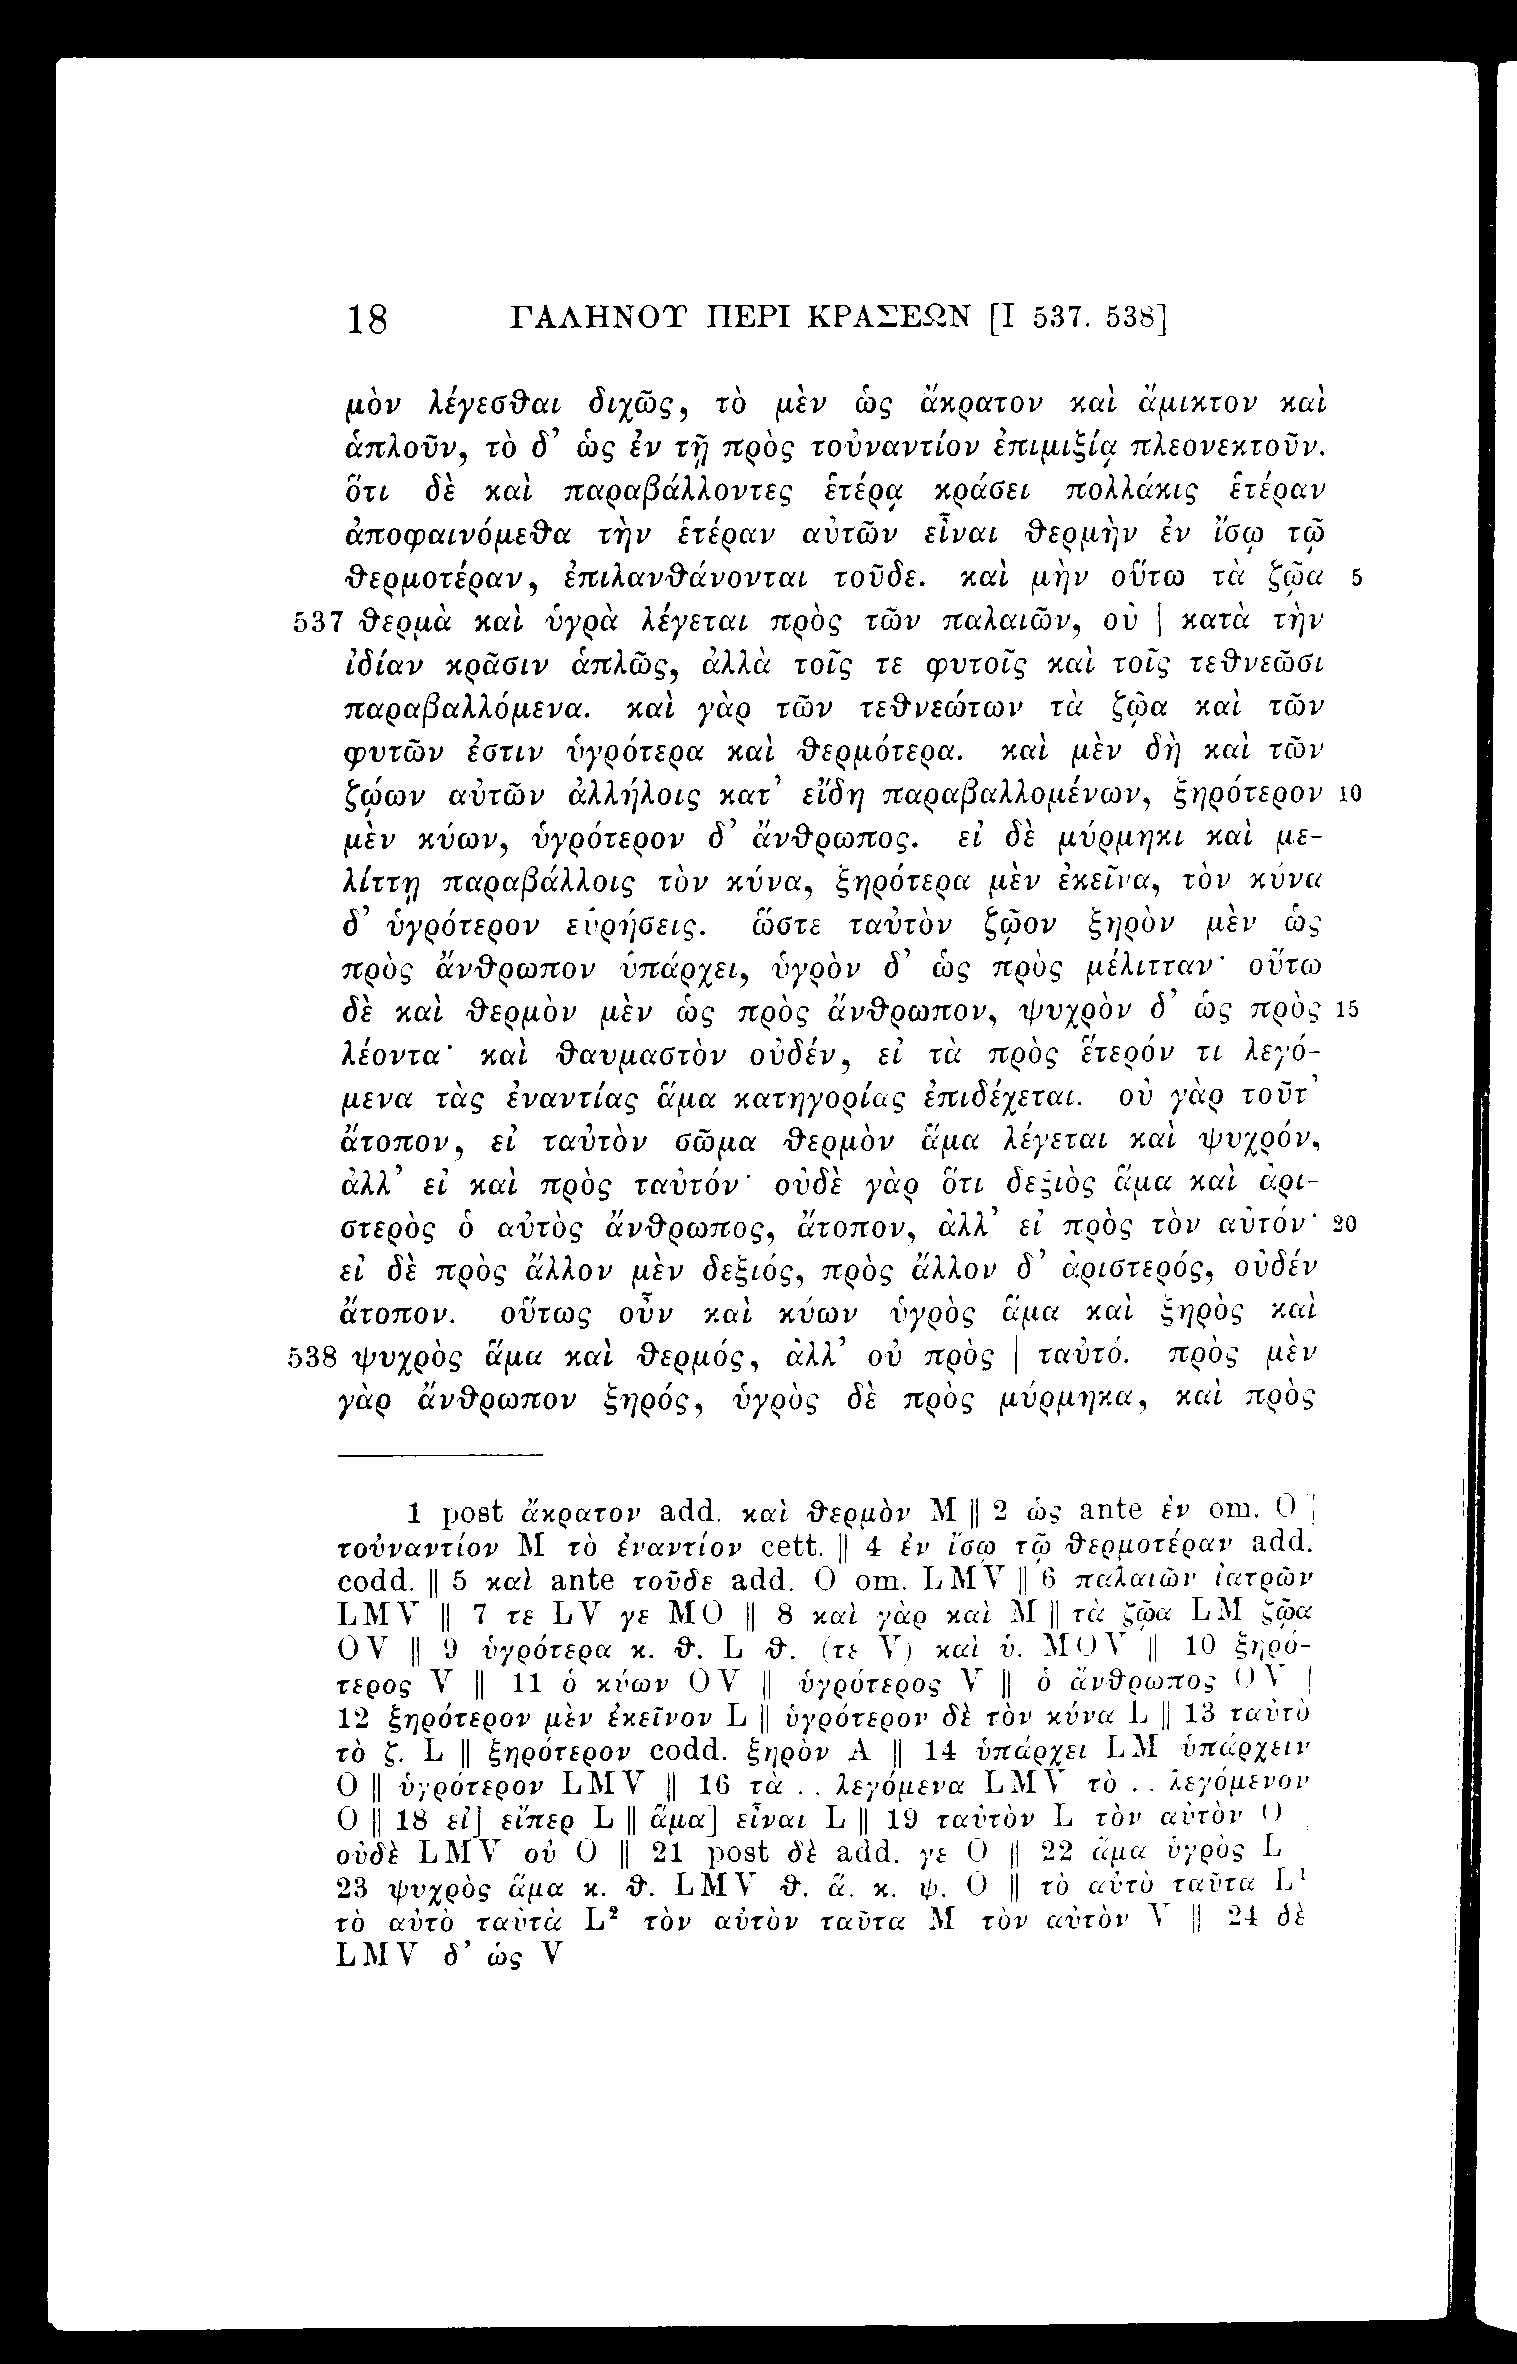 18 ΓΑΛΗΝΟΥ ΠΕΡΙ ΚΡΑΣΕΩΝ [I 537. 538]
μὸν λέγεσθαι διχῶς, τὸ μὲν ὡς ἄκρατον καὶ ἄμικτον καὶ
ἁπλοῦν, τὸ δ’ ὡς ἐν τῇ πρὸς τοὐναντίον ἐπιμιξίᾳ πλεονεκτοῦν.
ὅτι δὲ καὶ παραβάλλοντες ἑτέρᾳ κράσει πολλάκις ἑτέραν
ἀποφαινόμεθα τὴν ἑτέραν αὐτῶν εἶναι θερμὴν ἐν ἴσῳ τῷ
θερμοτέραν, ἐπιλανθάνονται τοῦδε. καὶ μὴν οὕτω τὰ ζῷα 5
537 θερμὰ καὶ ὑγρὰ λέγεται πρὸς τῶν παλαιῶν, οὐ | κατὰ τὴν
ἰδίαν κρᾶσιν ἁπλῶς, ἀλλὰ τοῖς τε φυτοῖς καὶ τοῖς τεθνεῶσι
παραβαλλόμενα. καὶ γὰρ τῶν τεθνεώτων τὰ ζῷα καὶ τῶν
φυτῶν ἐστιν ὑγρότερα καὶ θερμότερα. καὶ μὲν δὴ καὶ τῶν
ζῴων αὐτῶν ἀλλήλοις κατ’ εἴδη παραβαλλομένων, ξηρότερον 10
μὲν κύων, ὑγρότερον δ’ ἄνθρωπος. εἰ δὲ μύρμηκι καὶ με-
λίττῃ παραβάλλοις τὸν κύνα, ξηρότερα μὲν ἐκεῖνα, τὸν κύνα
δ’ ὑγρότερον εὑρήσεις. ὥστε ταὐτὸν ζῷον ξηρὸν μὲν ὡς
πρὸς ἄνθρωπον ὑπάρχει, ὑγρὸν δ’ ὡς πρὸς μέλιτταν· οὕτω
δὲ καὶ θερμὸν μὲν ὡς πρὸς ἄνθρωπον, ψυχρὸν δ’ ὡς πρὸς 15
λέοντα· καὶ θαυμαστὸν οὐδέν, εἰ τὰ πρὸς ἕτερόν τι λεγό-
μενα τὰς ἐναντίας ἅμα κατηγορίας ἐπιδέχεται. οὐ γὰρ τοῦτ’
ἄτοπον, εἰ ταὐτὸν σῶμα θερμὸν ἅμα λέγεται καὶ ψυχρόν,
ἀλλ’ εἰ καὶ πρὸς ταὐτόν· οὐδὲ γὰρ ὅτι δεξιὸς ἅμα καὶ ἀρι-
στερὸς ὁ αὐτὸς ἄνθρωπος, ἄτοπον, ἀλλ’ εἰ πρὸς τὸν αὐτόν· 20
εἰ δὲ πρὸς ἄλλον μὲν δεξιός, πρὸς ἄλλον δ’ ἀριστερός, οὐδέν
ἄτοπον. οὕτως οὖν καὶ κύων ὑγρὸς ἅμα καὶ ξηρὸς καὶ
538 ψυχρὸς ἅμα καὶ θερμός, ἀλλ’ οὐ πρὸς | ταὐτό. πρὸς μὲν
γὰρ ἄνθρωπον ξηρός, ὑγρὸς δὲ πρὸς μύρμηκα, καὶ πρὸς
1 post ἄκρατον add. καὶ θερμὸν M || 2 ὡς ante ἐν om. O |
τοὐναντίον M τὸ ἐναντίον cett. || 4 ἐν ἴσῳ τῷ θερμοτέραν add.
codd. || 5 καὶ ante τοῦδε add. O om. LMV || 6 παλαιῶν ἰατρῶν
LMV || 7 τε LV γε MO || 8 καὶ γὰρ καὶ M || τὰ ζῷα LM ζῷα
OV || 9 ὑγρότερα κ. θ. L θ. (τε V) καὶ ὑ. MOV || 10 ξηρό-
τερος V || 11 ὁ κύων OV || ὑγρότερος V || ὁ ἄνθρωπος OV |
12 ξηρότερον μὲν ἐκεῖνον L || ὑγρότερον δὲ τὸν κύνα L || 13 ταὐτὸ
τὸ ζ. L || ξηρότερον codd. ξηρὸν A || 14 ὑπάρχει LM ὑπάρχειν
O || ὑγρότερον LMV || 16 τὰ . . λεγόμενα LMV τὸ . . λεγόμενον
O || 18 εἰ] εἴπερ L || ἅμα] εἶναι L || 19 ταὐτὸν L τὸν αὐτὸν O
οὐδὲ LMV οὐ O || 21 post δὲ add. γε O || 22 ἅμα ὑγρὸς L
23 ψυχρὸς ἅμα κ. θ. LMV θ. ἅ. κ. ψ. O || τὸ αὐτὸ ταῦτα L¹
τὸ αὐτὸ ταὐτὰ L² τὸν αὐτὸν ταῦτα M τὸν αὐτὸν V || 24 δὲ
LMV δ’ ὡς V